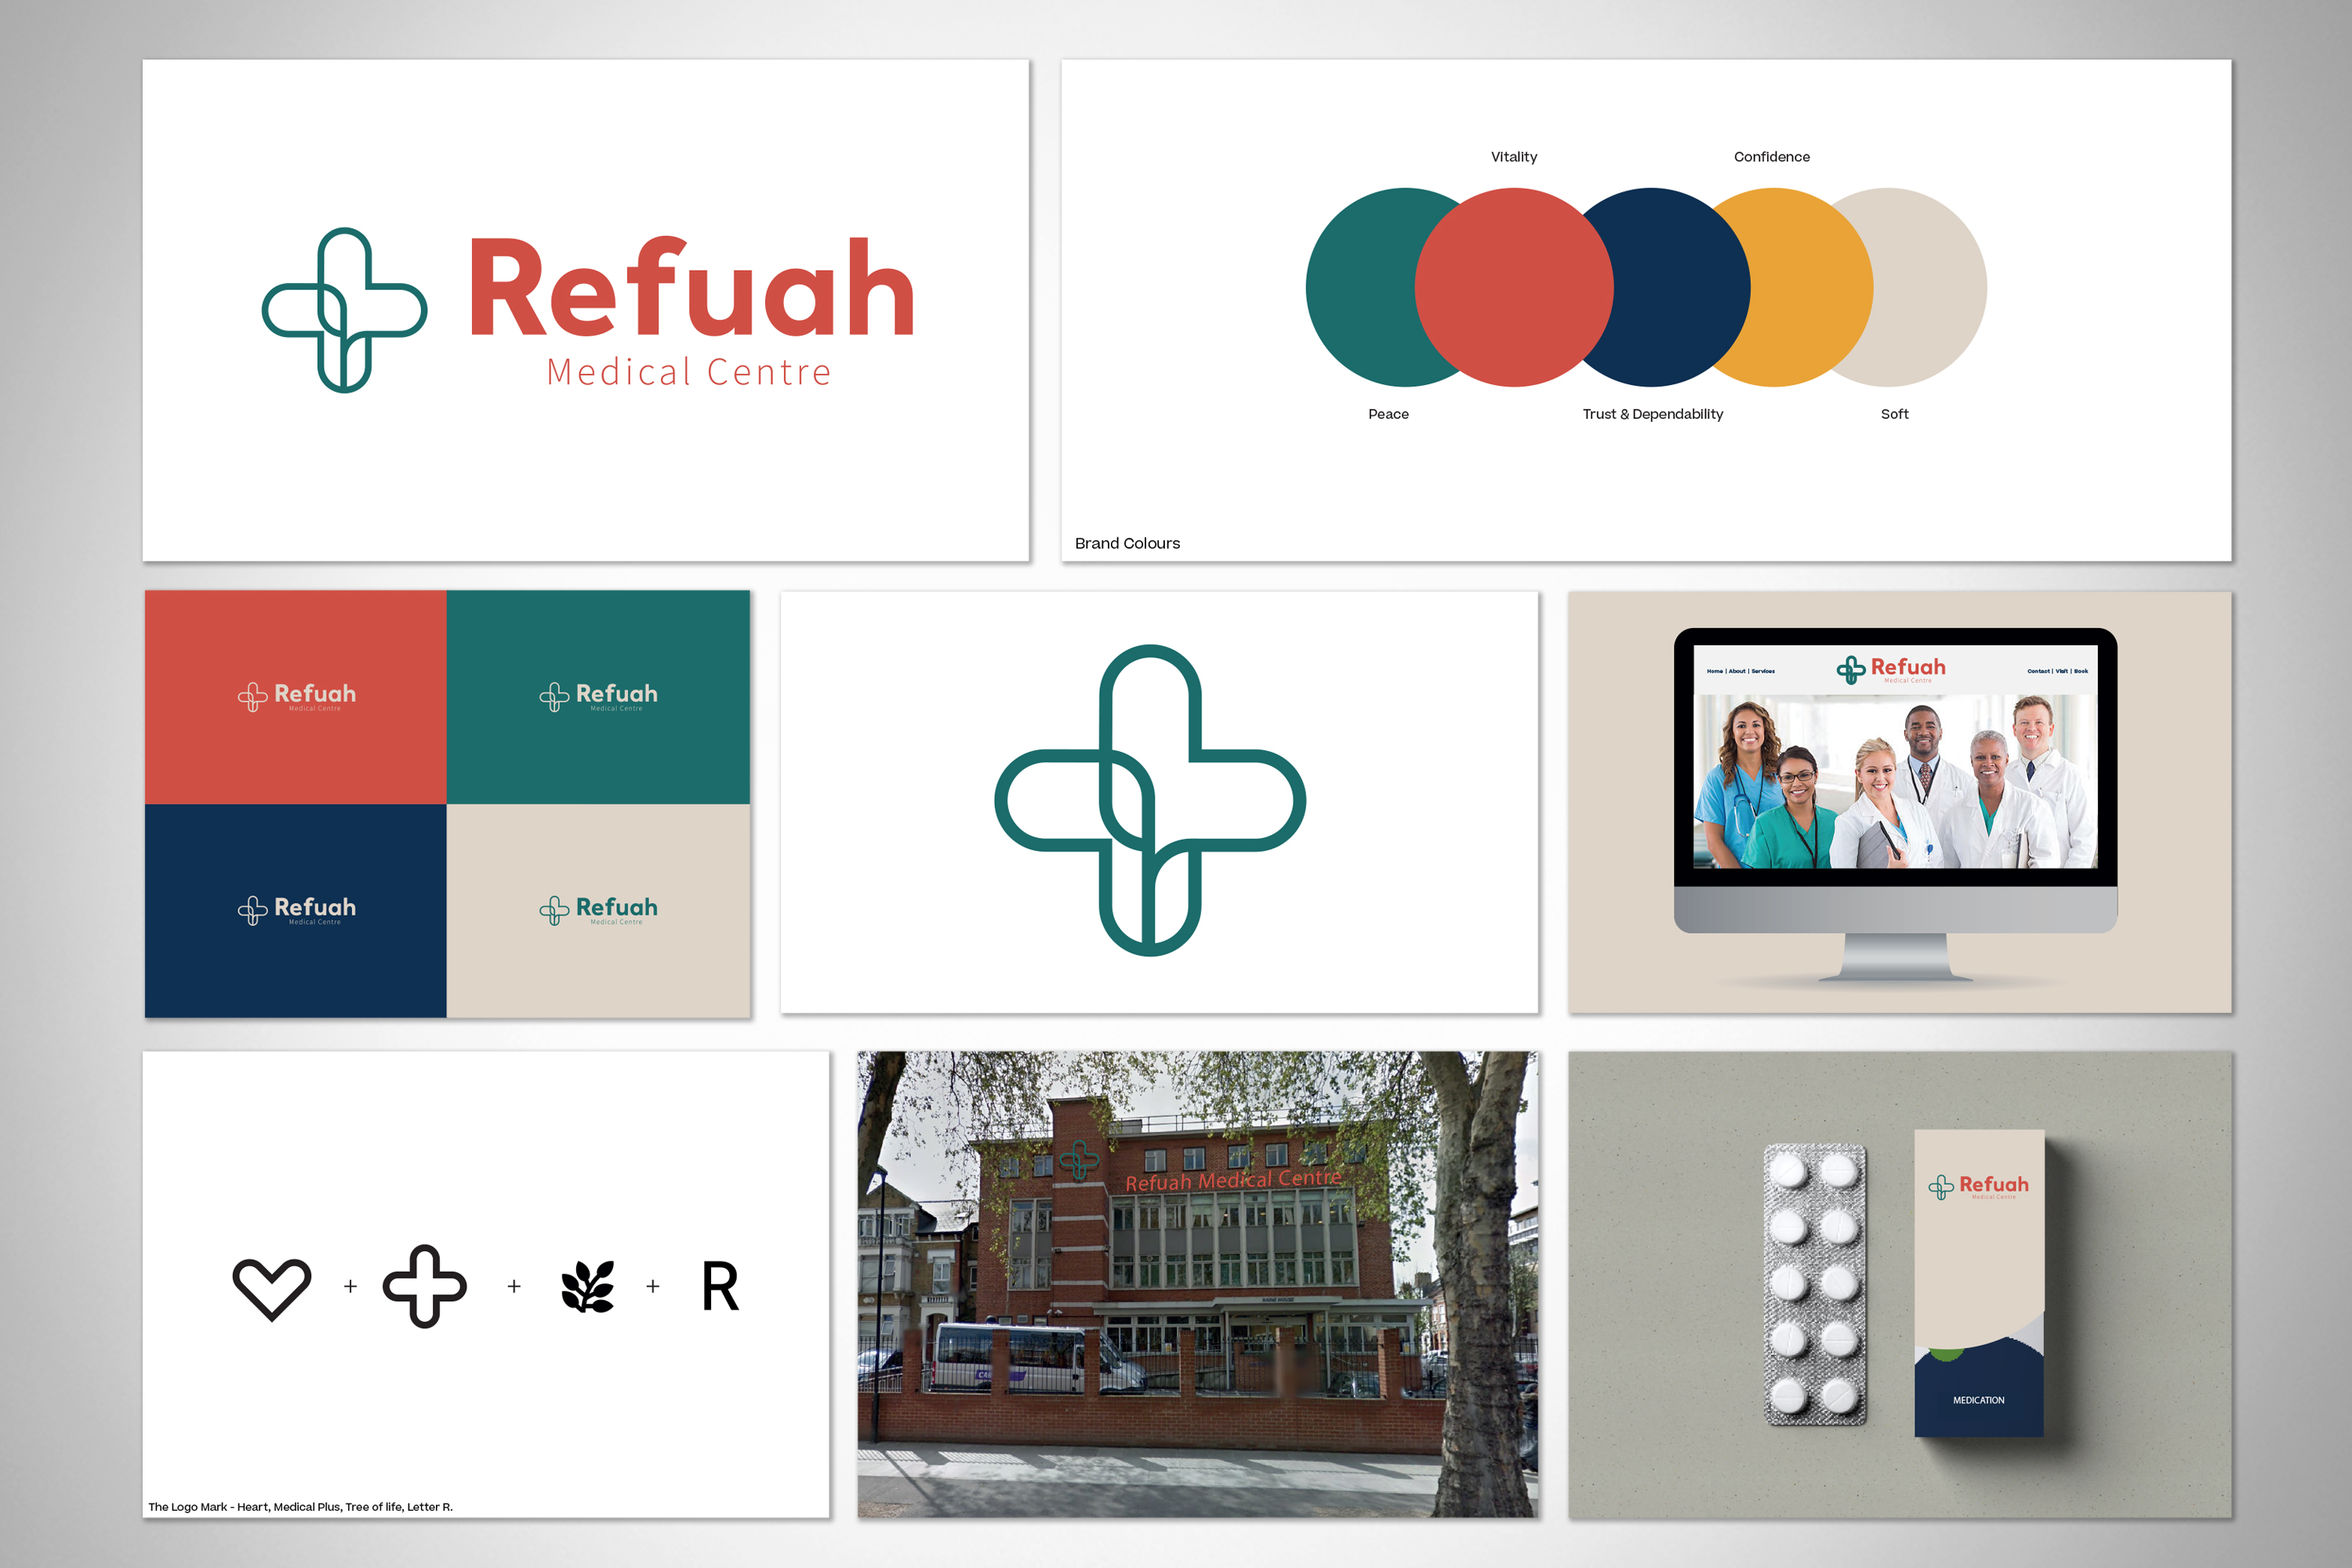 Refuah
Medical Centre
Vitality
Confidence
Peace
Trust & Dependability
Soft
Brand Colours
Refuah
Medical Centre
Refuah
Medical Centre
Refuah
Medical Centre
Refuah
Medical Centre
Home | About | Services
Refuah
Medical Centre
Contact | Visit | Book
+ + + R
The Logo Mark - Heart, Medical Plus, Tree of life, Letter R.
Refuah Medical Centre
Refuah
Medical Centre
MEDICATION